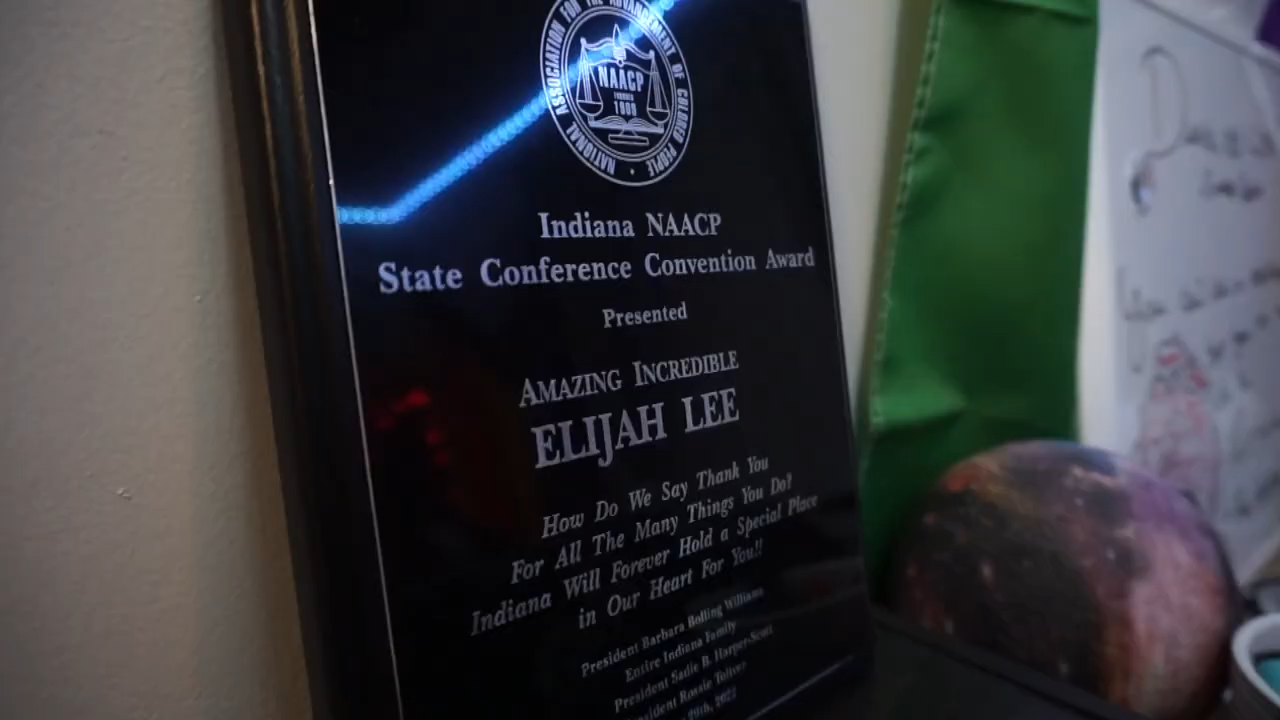 NATIONAL ASSOCIATION FOR THE ADVANCEMENT OF COLORED PEOPLE
NAACP
FOUNDED
1909
Indiana NAACP
State Conference Convention Award
Presented
AMAZING INCREDIBLE
ELIJAH LEE
How Do We Say Thank You
For All The Many Things You Do?
Indiana Will Forever Hold a Special Place
in Our Heart For You!!
President Barbara Bolling Williams
Entire Indiana Family
President Sadie B. Harper-Scott
President Rossie Toliver